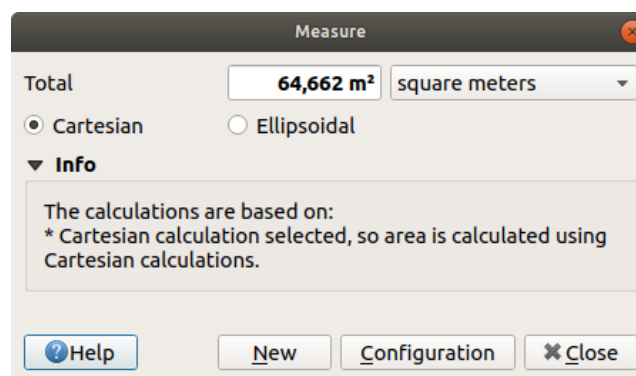 Measure
Total 64,662 m² square meters
Cartesian Ellipsoidal
Info
The calculations are based on:
* Cartesian calculation selected, so area is calculated using
Cartesian calculations.
Help New Configuration Close